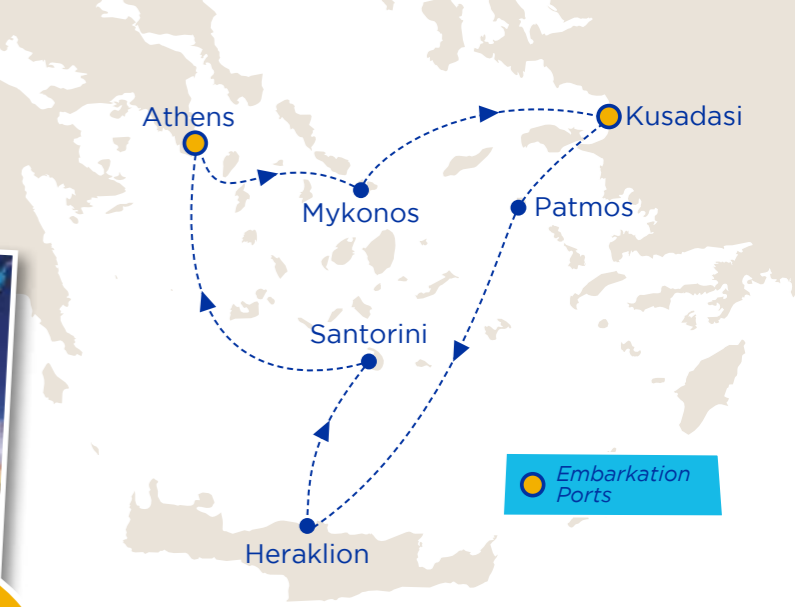 Athens
Kusadasi
Mykonos
Patmos
Santorini
Embarkation
Ports
Heraklion